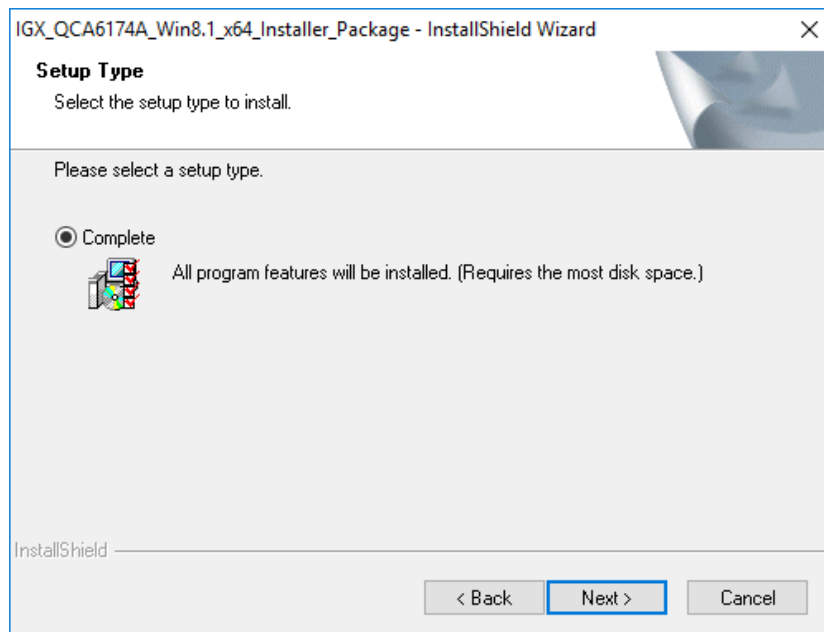 IGX_QCA6174A_Win8.1_x64_Installer_Package - InstallShield Wizard
Setup Type
Select the setup type to install.
Please select a setup type.
Complete
All program features will be installed. (Requires the most disk space.)
InstallShield
< Back Next > Cancel